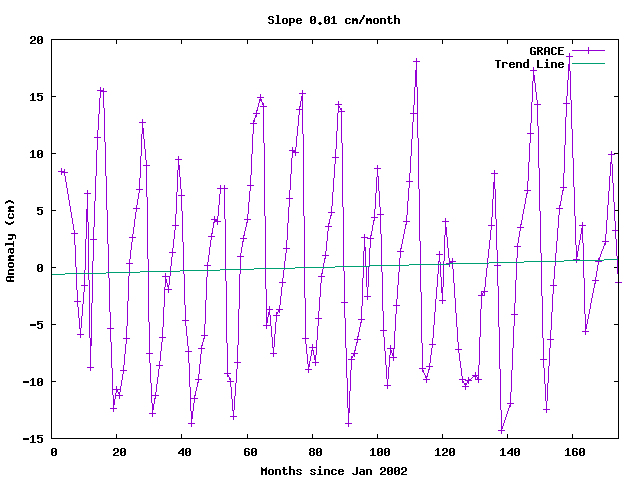 Slope 0.01 cm/month
GRACE
Trend Line
20
15
10
5
0
-5
-10
-15
Anomaly (cm)
0 20 40 60 80 100 120 140 160
Months since Jan 2002